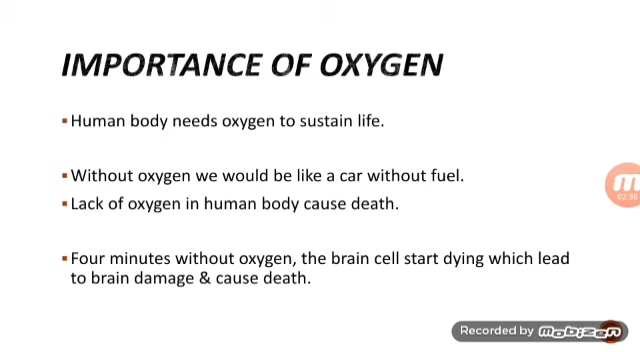 IMPORTANCE OF OXYGEN
▪Human body needs oxygen to sustain life.
▪Without oxygen we would be like a car without fuel.
▪Lack of oxygen in human body cause death.
▪Four minutes without oxygen, the brain cell start dying which lead
to brain damage & cause death.
02:30
Recorded by mobizen